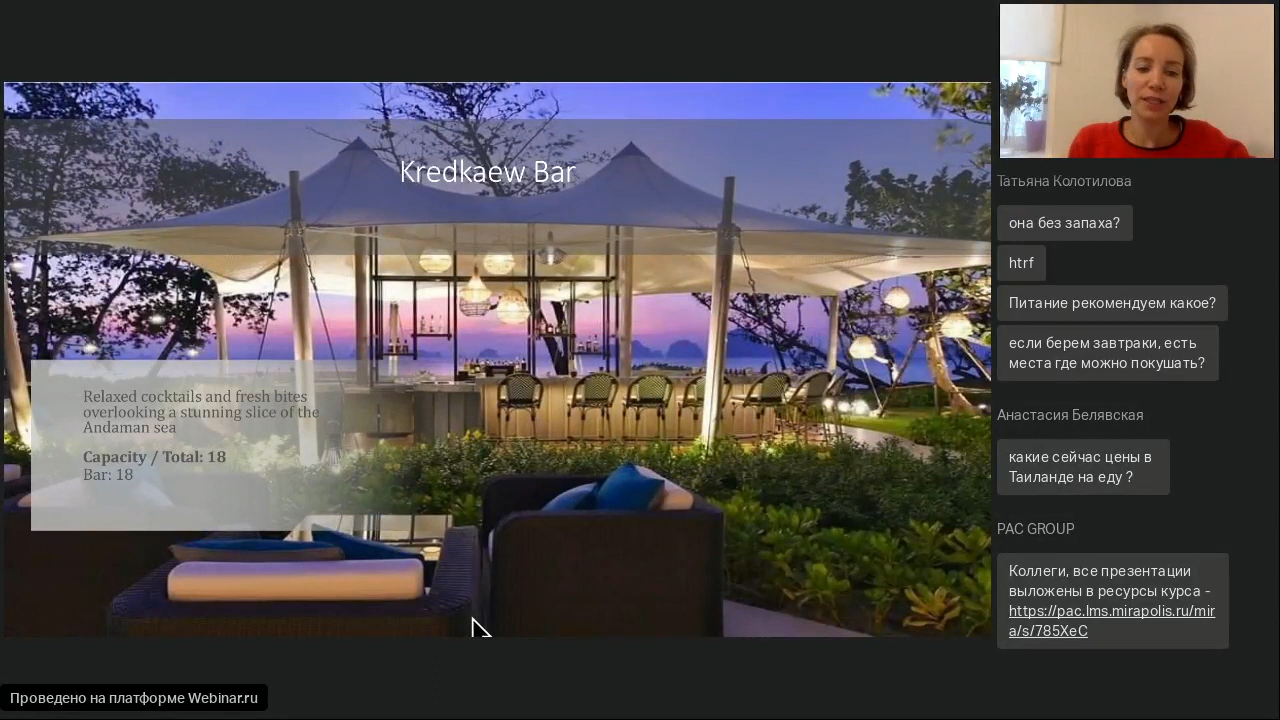 Kredkaew Bar
Relaxed cocktails and fresh bites
overlooking a stunning slice of the
Andaman sea
Capacity / Total: 18
Bar: 18
Татьяна Колотилова
она без запаха?
htrf
Питание рекомендуем какое?
если берем завтраки, есть
места где можно покушать?
Анастасия Белявская
какие сейчас цены в
Таиланде на еду ?
PAC GROUP
Коллеги, все презентации
выложены в ресурсы курса -
https://pac.lms.mirapolis.ru/mir
a/s/785XeC
Проведено на платформе Webinar.ru